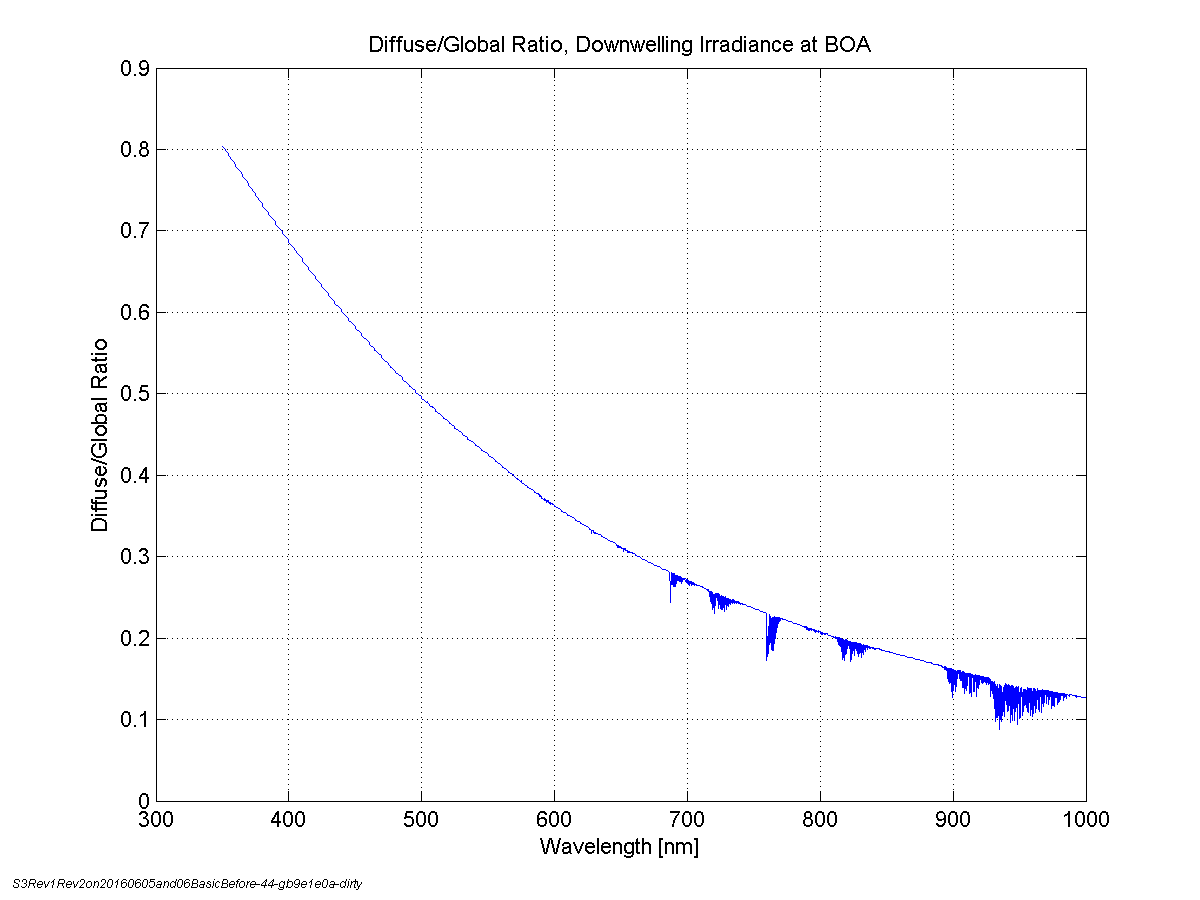 Diffuse/Global Ratio, Downwelling Irradiance at BOA
0.9
0.8
0.7
0.6
0.5
0.4
0.3
0.2
0.1
0
Diffuse/Global Ratio
300 400 500 600 700 800 900 1000
Wavelength [nm]
S3Rev1Rev2on20160605and06BasicBefore-44-gb9e1e0a-dirty